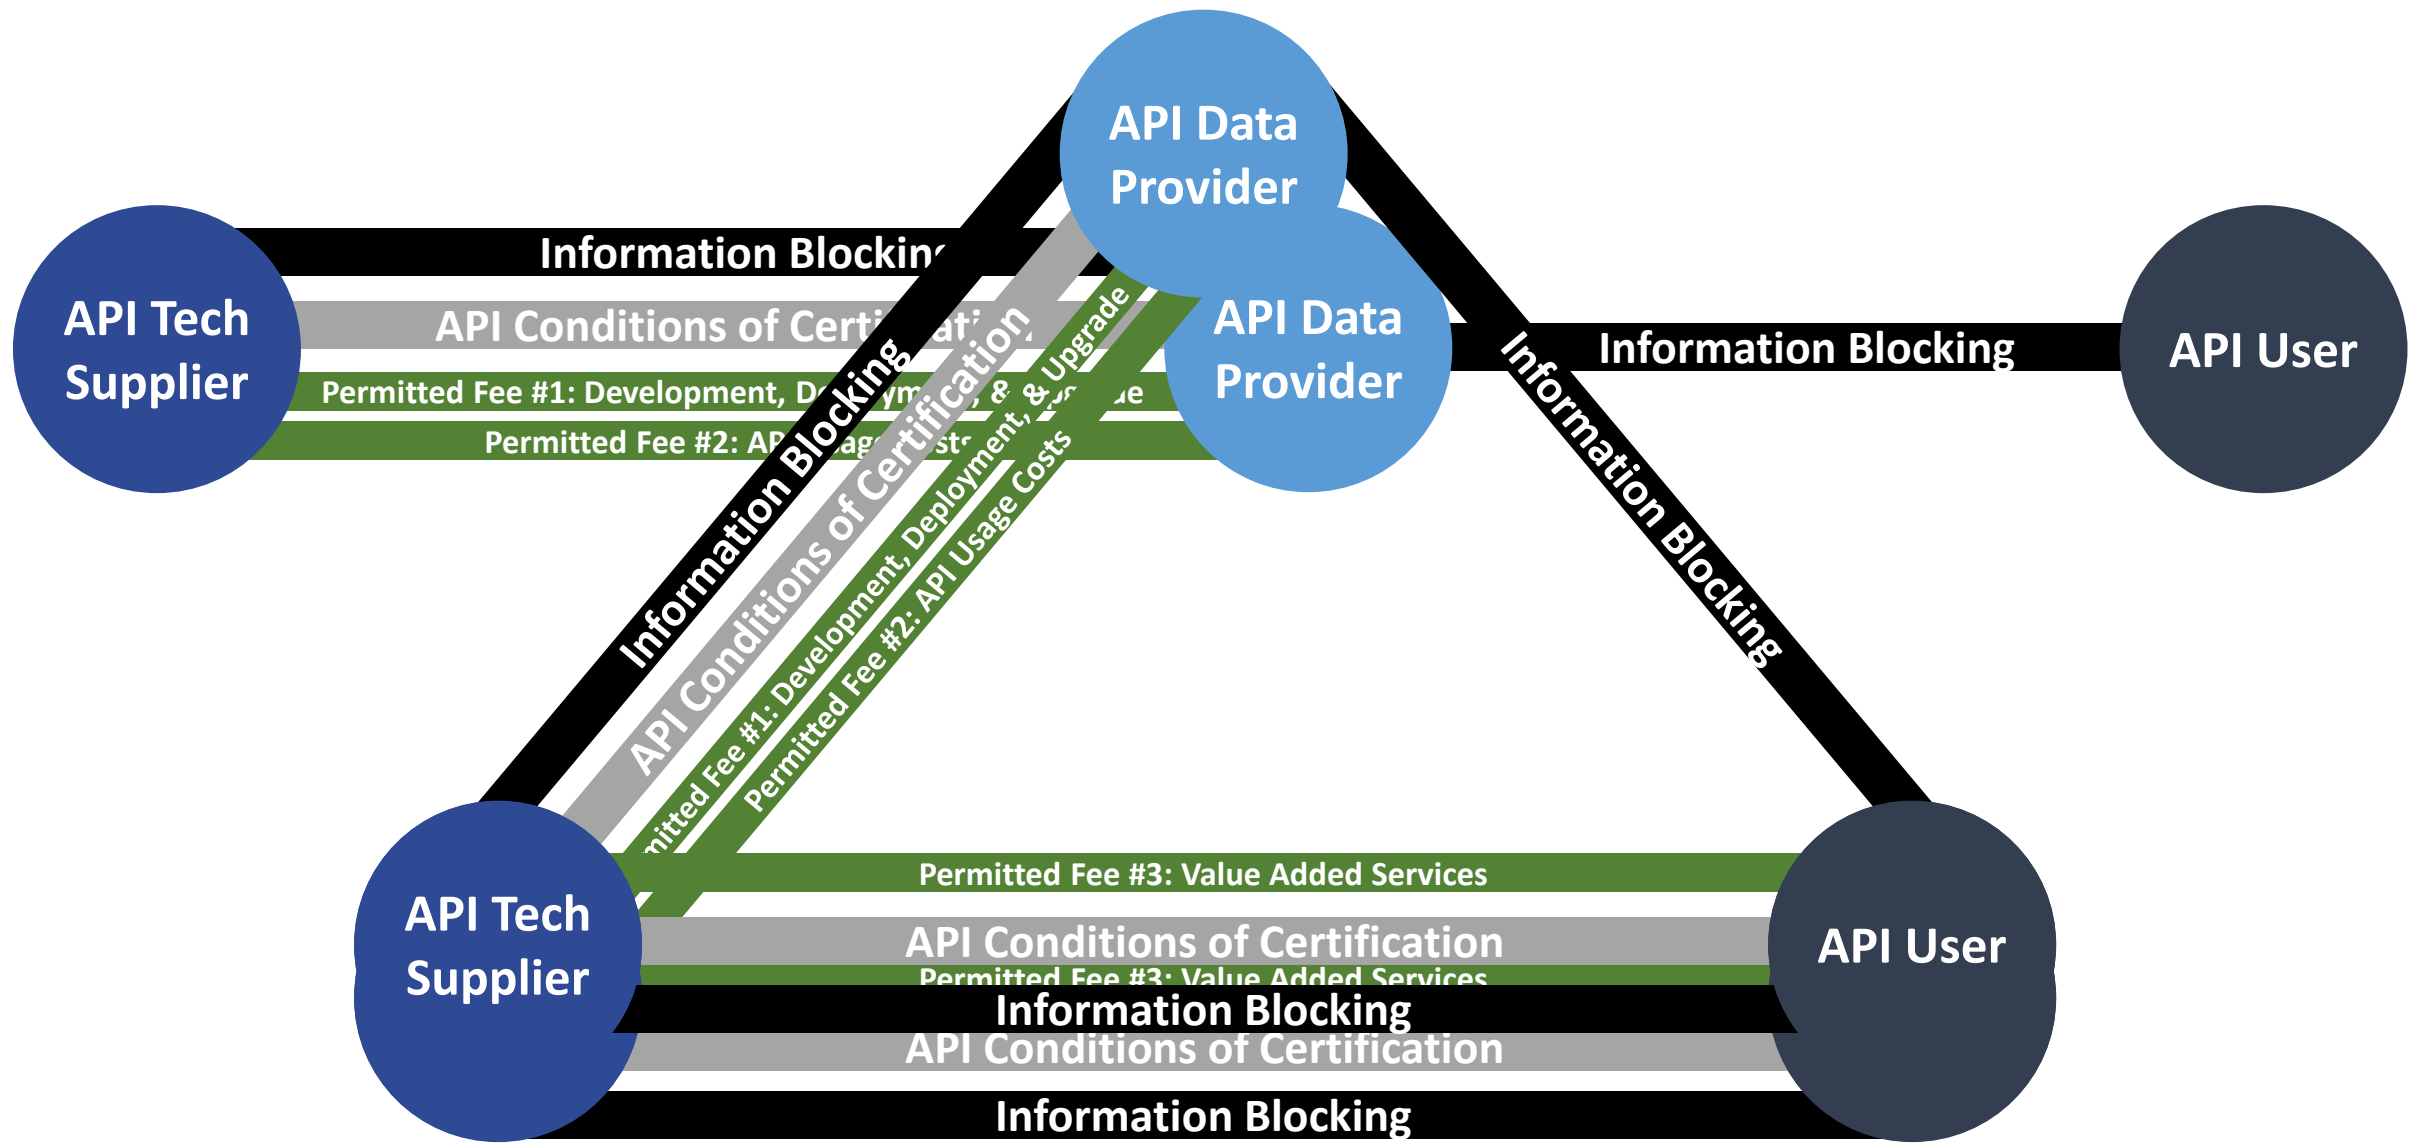 API Data
Provider
Information Blocking
API Tech
Supplier
API Conditions of
Permitted Fee #1: Development,
Permitted Fee #2:
API Data
Provider
Information Blocking
API User
Information Blocking
API Conditions of Certification
Fee #1: Development, Deployment, & Upgrade
Permitted Fee #2: API Usage Costs
Information Blocking
Permitted Fee #3: Value Added Services
API Tech
Supplier
API Conditions of Certification
API User
Permitted Fee #3: Value Added Services
Information Blocking
API Conditions of Certification
Information Blocking